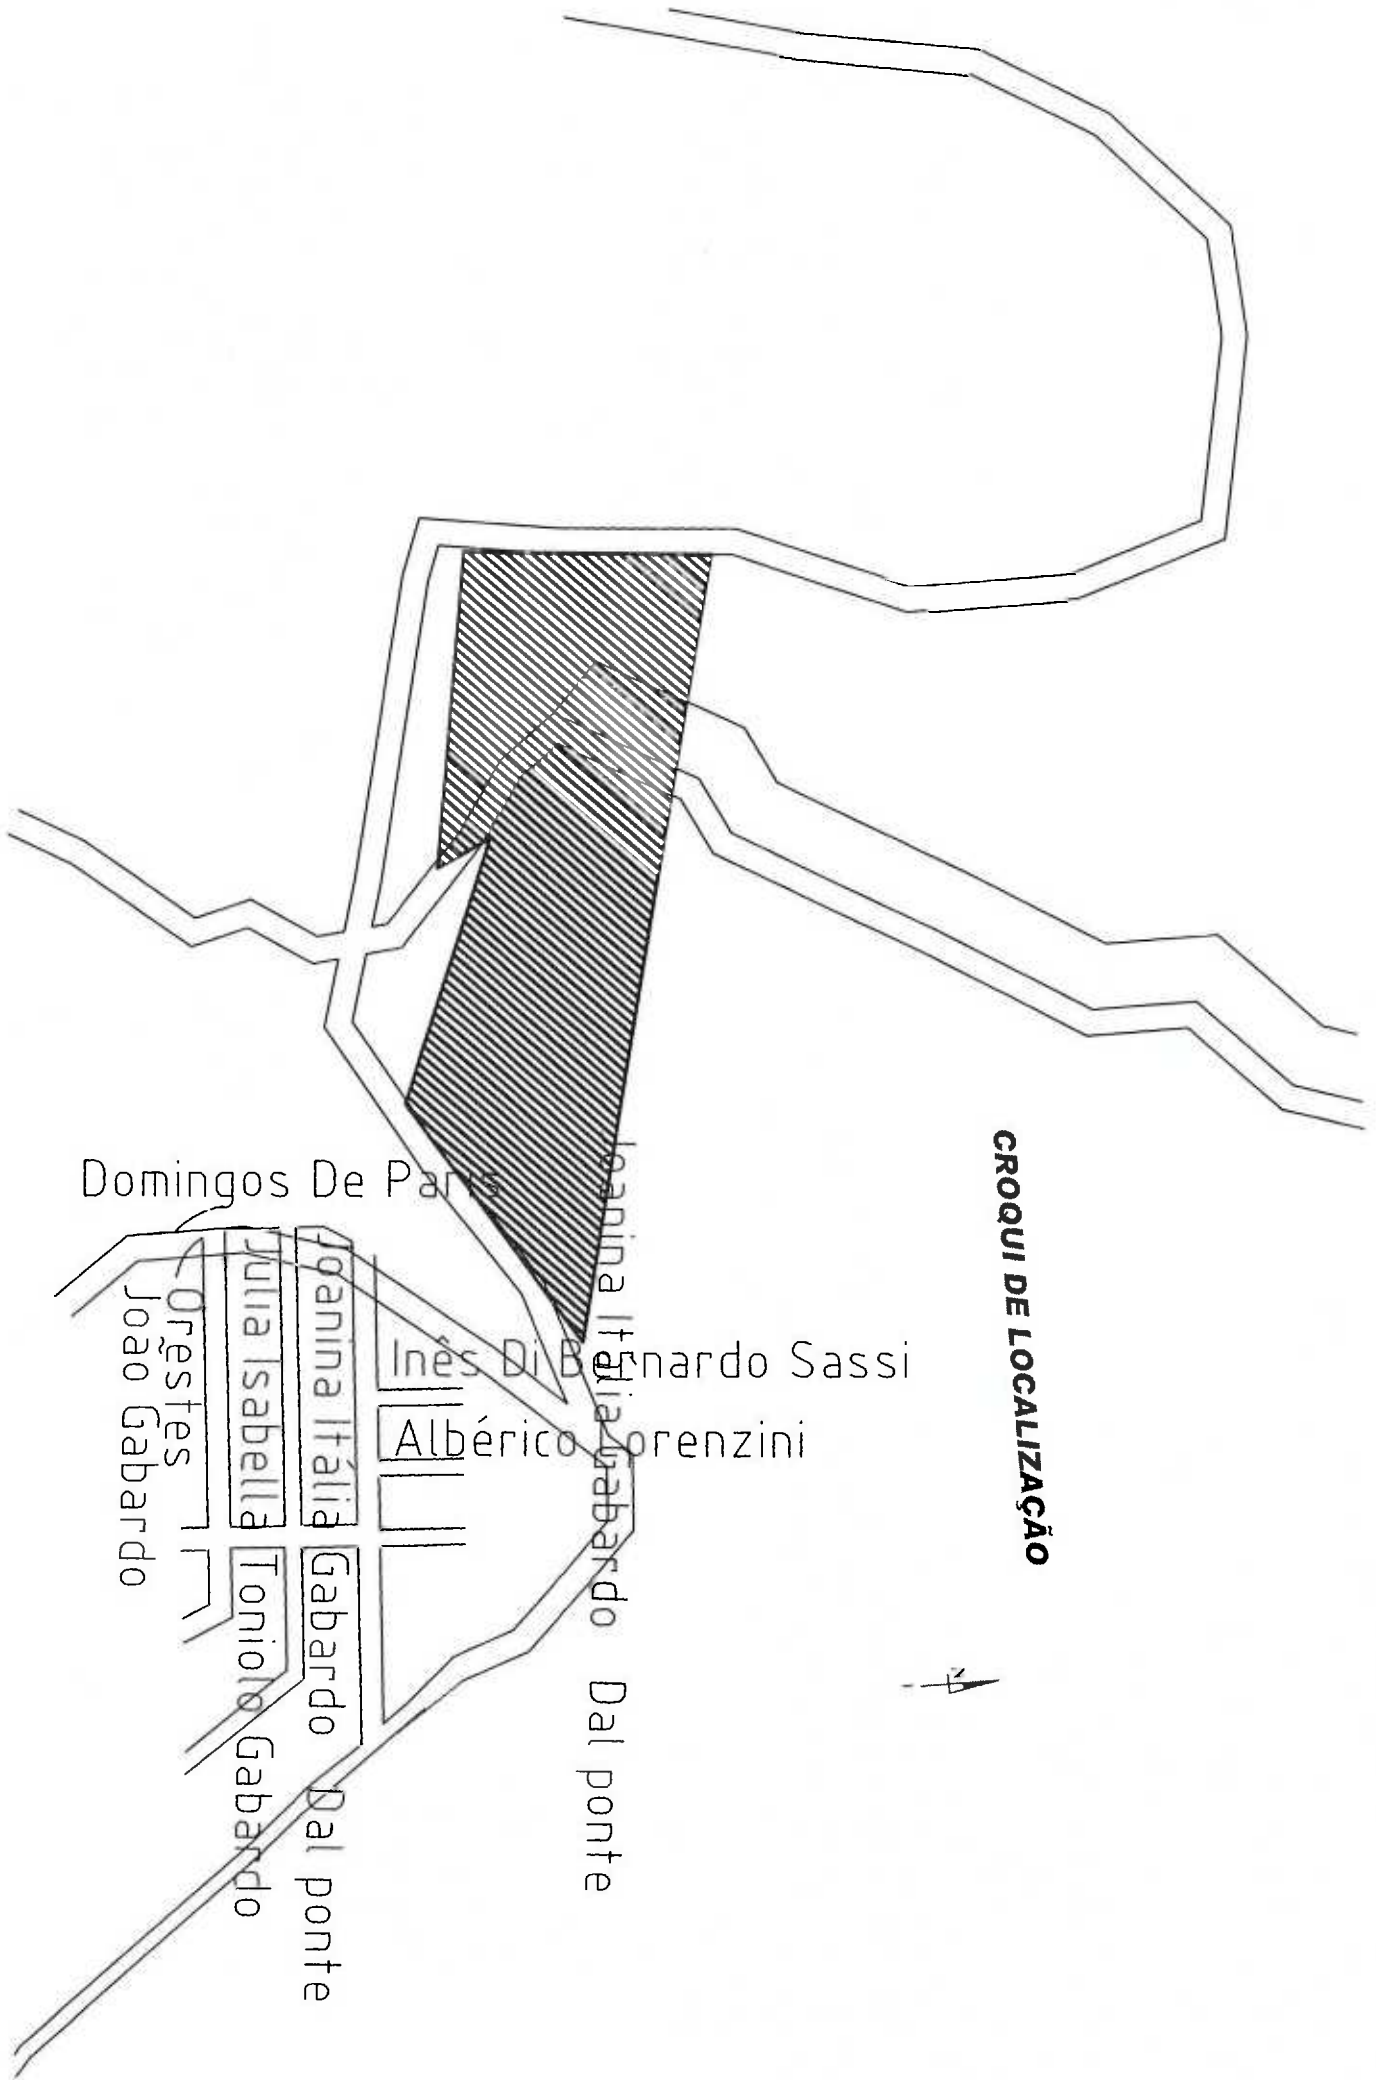 CROQUI DE LOCALIZAÇÃO
N
Domingos De Paris
Joanina Itália Gabardo Dal ponte
Inês Di Bernardo Sassi
Albérico Lorenzini
Joanina Itália Gabardo Dal ponte
Julia Isabella Toniolo Gabardo
Orestes
João Gabardo